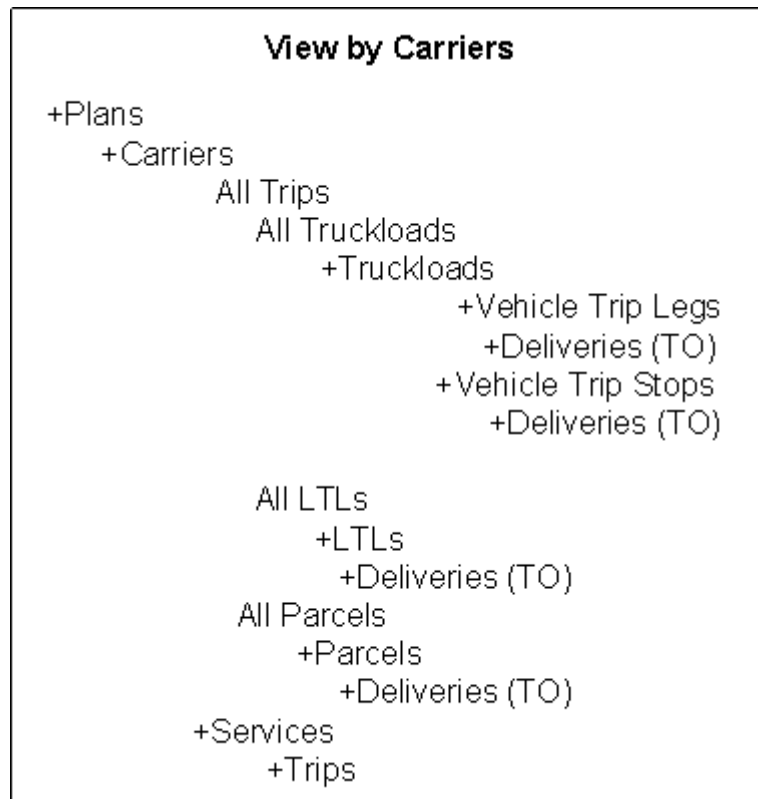 View by Carriers
+Plans
+Carriers
All Trips
All Truckloads
+Truckloads
+Vehicle Trip Legs
+Deliveries (TO)
+Vehicle Trip Stops
+Deliveries (TO)
All LTLs
+LTLs
+Deliveries (TO)
All Parcels
+Parcels
+Deliveries (TO)
+Services
+Trips